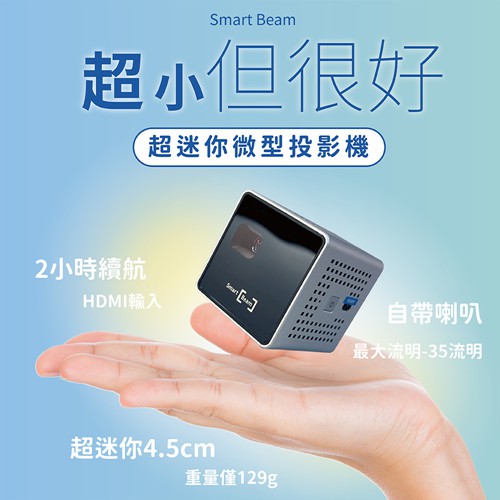 Smart Beam
超小但很好
超迷你微型投影機
2小時續航
HDMI輸入
Smart [Beam]
自帶喇叭
最大流明-35流明
超迷你4.5cm
重量僅129g